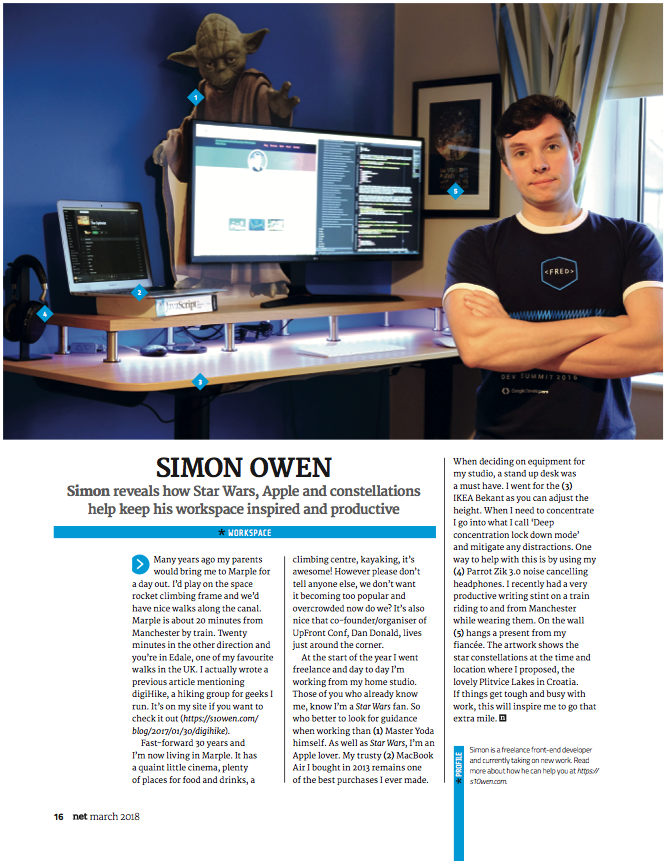 1
5
<FRED>
JavaScript
2
4
3
DEV SUMMIT 2016
Google Developers
SIMON OWEN
Simon reveals how Star Wars, Apple and constellations
help keep his workspace inspired and productive
* WORKSPACE
Many years ago my parents
would bring me to Marple for
a day out. I'd play on the space
rocket climbing frame and we'd
have nice walks along the canal.
Marple is about 20 minutes from
Manchester by train. Twenty
minutes in the other direction and
you're in Edale, one of my favourite
walks in the UK. I actually wrote a
previous article mentioning
digiHike, a hiking group for geeks I
run. It's on my site if you want to
check it out (https://s10wen.com/
blog/2017/01/30/digihike).
Fast-forward 30 years and
I'm now living in Marple. It has
a quaint little cinema, plenty
of places for food and drinks, a
climbing centre, kayaking, it's
awesome! However please don't
tell anyone else, we don't want
it becoming too popular and
overcrowded now do we? It's also
nice that co-founder/organiser of
UpFront Conf, Dan Donald, lives
just around the corner.
At the start of the year I went
freelance and day to day I'm
working from my home studio.
Those of you who already know
me, know I'm a Star Wars fan. So
who better to look for guidance
when working than (1) Master Yoda
himself. As well as Star Wars, I'm an
Apple lover. My trusty (2) MacBook
Air I bought in 2013 remains one
of the best purchases I ever made.
When deciding on equipment for
my studio, a stand up desk was
a must have. I went for the (3)
IKEA Bekant as you can adjust the
height. When I need to concentrate
I go into what I call 'Deep
concentration lock down mode'
and mitigate any distractions. One
way to help with this is by using my
(4) Parrot Zik 3.0 noise cancelling
headphones. I recently had a very
productive writing stint on a train
riding to and from Manchester
while wearing them. On the wall
(5) hangs a present from my
fiancée. The artwork shows the
star constellations at the time and
location where I proposed, the
lovely Plitvice Lakes in Croatia.
If things get tough and busy with
work, this will inspire me to go that
extra mile. n
* PROFILE
Simon is a freelance front-end developer
and currently taking on new work. Read
more about how he can help you at https://
s10wen.com.
16 net march 2018